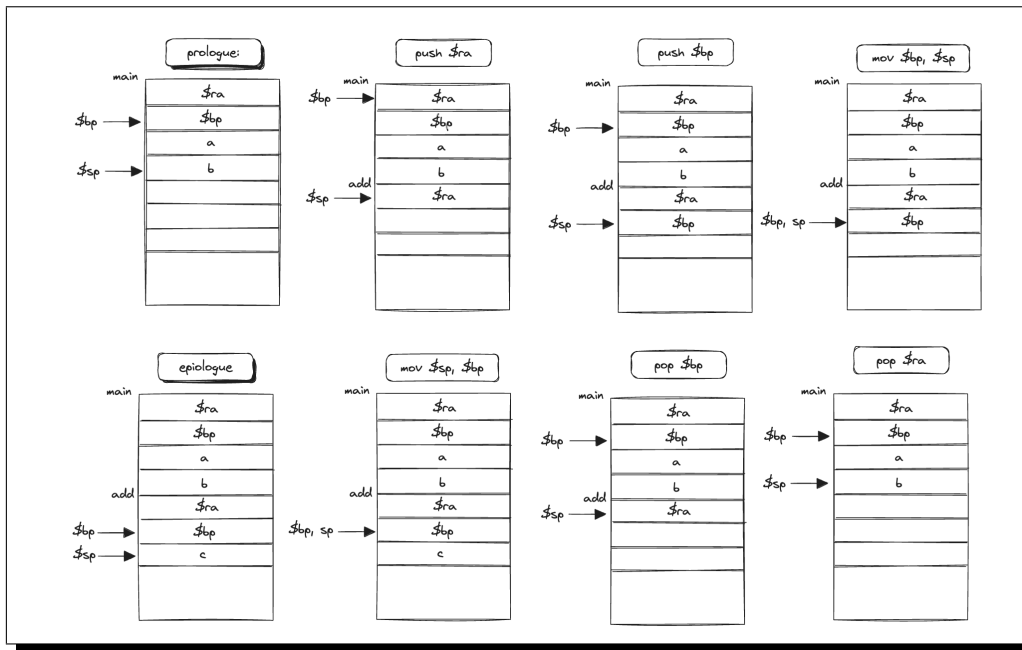 prologue:
push $ra
push $bp
mov $bp, $sp
main
$ra
$bp
$bp
a
$sp
b
main
$bp
$ra
$bp
a
b
add
$sp
$ra
main
$ra
$bp
$bp
a
b
add
$ra
$sp
$bp
main
$ra
$bp
a
b
add
$ra
$bp, sp
$bp
epiologue
mov $sp, $bp
pop $bp
pop $ra
main
$ra
$bp
a
b
add
$ra
$bp
$bp
$sp
c
main
$ra
$bp
a
b
add
$ra
$bp, sp
$bp
c
main
$ra
$bp
$bp
a
b
add
$sp
$ra
main
$ra
$bp
$bp
a
$sp
b